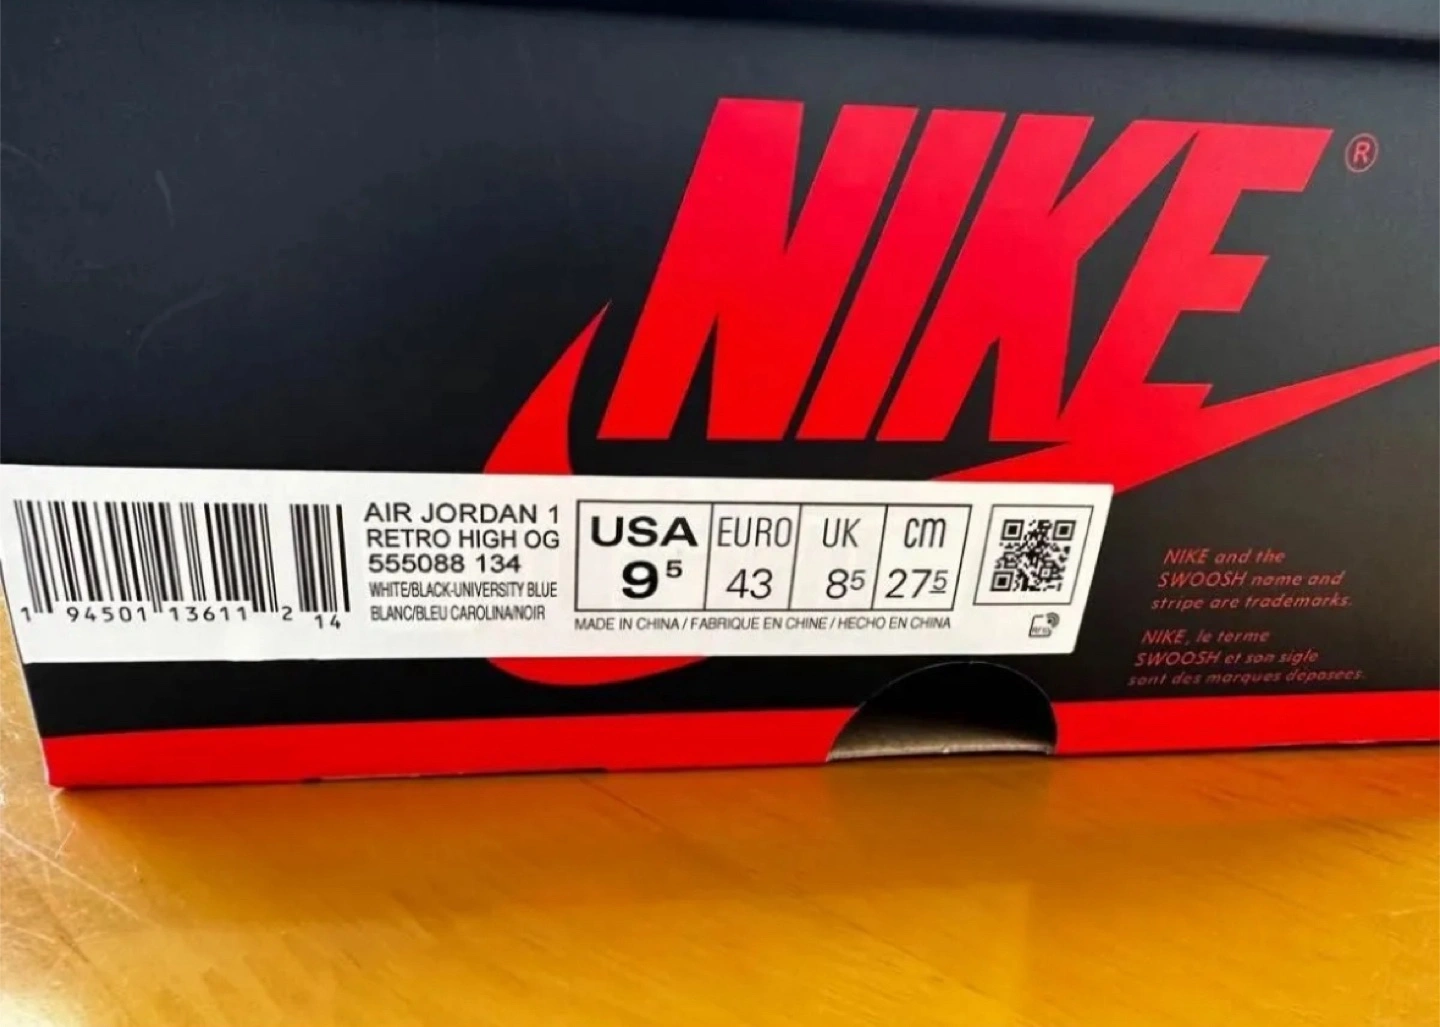 NIKE ®
AIR JORDAN 1
RETRO HIGH OG
555088 134
WHITE/BLACK-UNIVERSITY BLUE
BLANC/BLEU CAROLINA/NOIR
1 94501 13611 2 14
USA EURO UK CM
9⁵ 43 8⁵ 27⁵
MADE IN CHINA / FABRIQUE EN CHINE / HECHO EN CHINA
RFID
NIKE and the
SWOOSH name and
stripe are trademarks.
NIKE, le terme
SWOOSH et son sigle
sont des marques déposées.